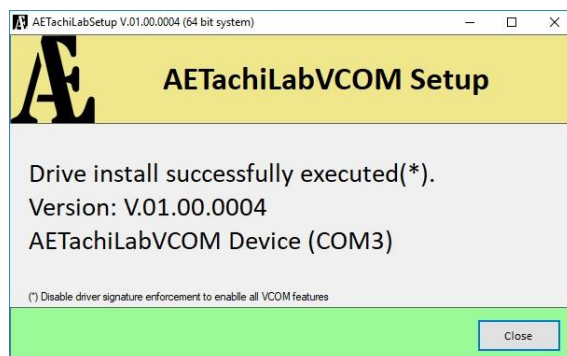 AETachiLabSetup V.01.00.0004 (64 bit system)
AE
AETachiLabVCOM Setup
Drive install successfully executed(*).
Version: V.01.00.0004
AETachiLabVCOM Device (COM3)
(*) Disable driver signature enforcement to enablle all VCOM features
Close